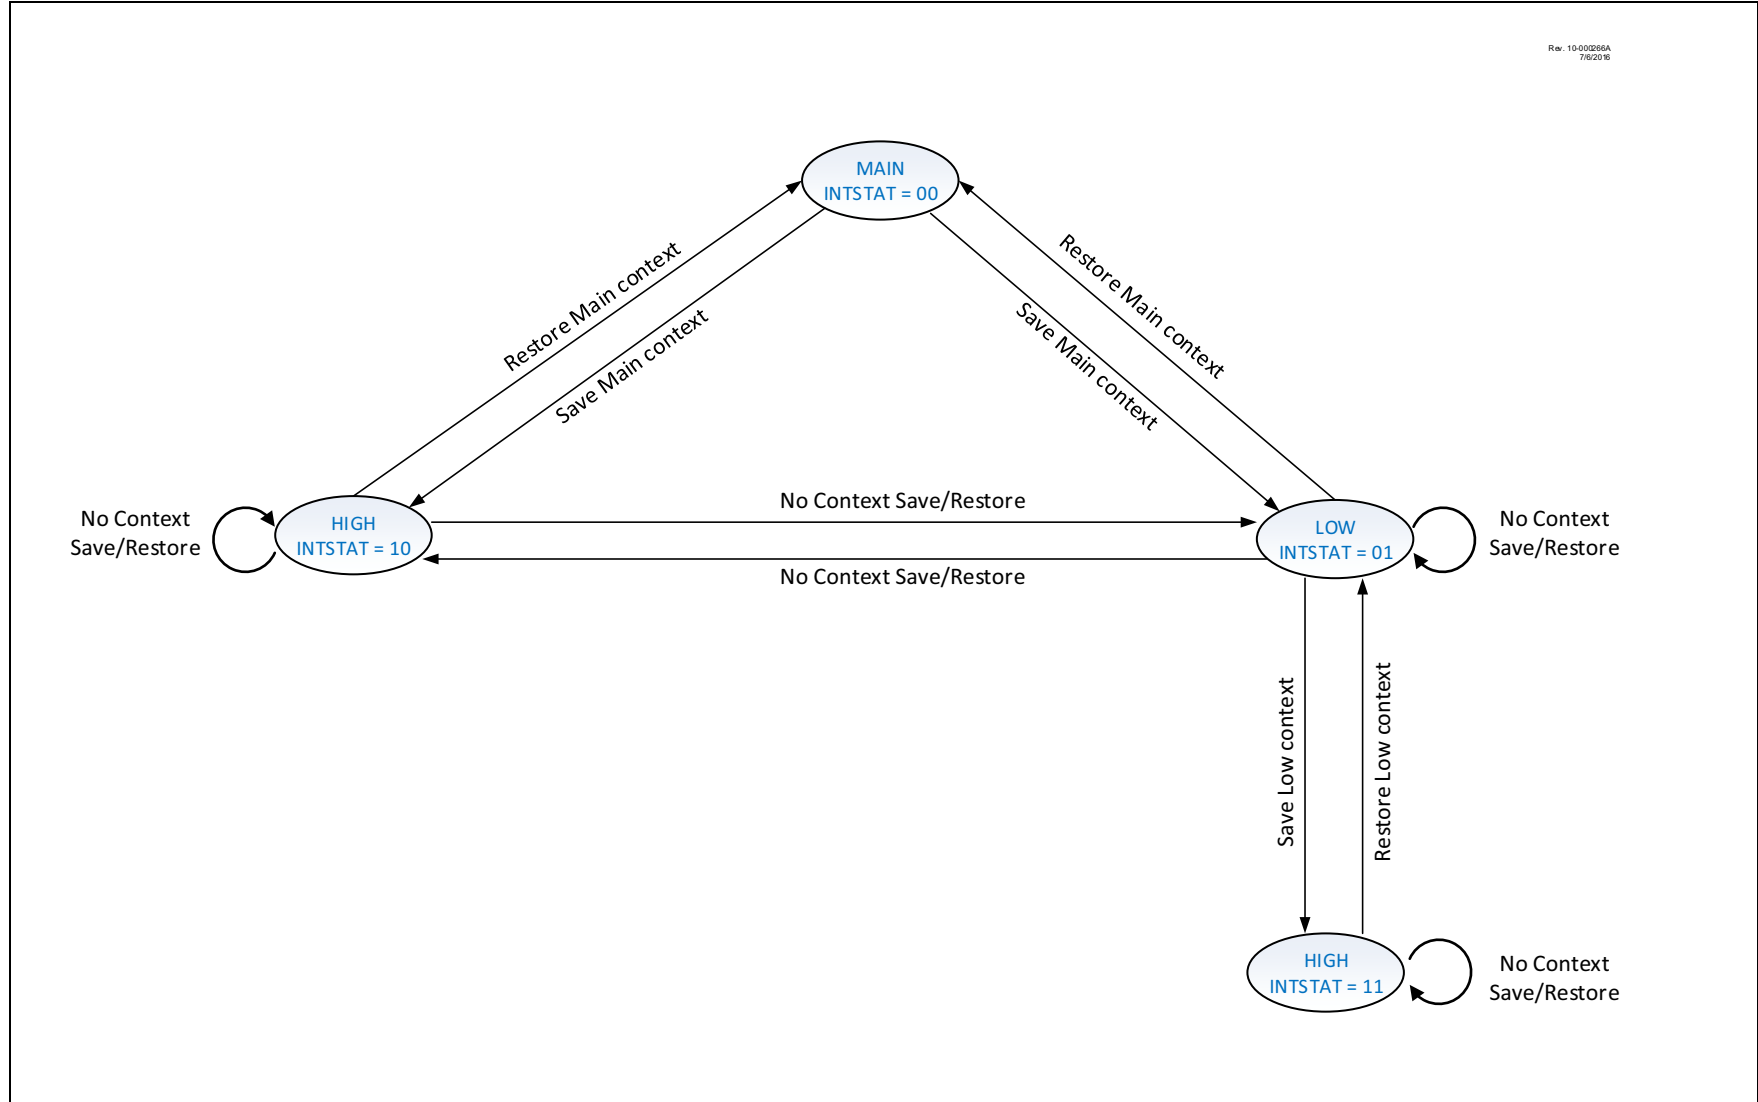 Rev. 10-000266A
7/6/2016
MAIN
INTSTAT = 00
Restore Main context
Save Main context
Save Main context
Restore Main context
No Context
Save/Restore
HIGH
INTSTAT = 10
No Context Save/Restore
No Context Save/Restore
LOW
INTSTAT = 01
No Context
Save/Restore
Save Low context
Restore Low context
HIGH
INTSTAT = 11
No Context
Save/Restore